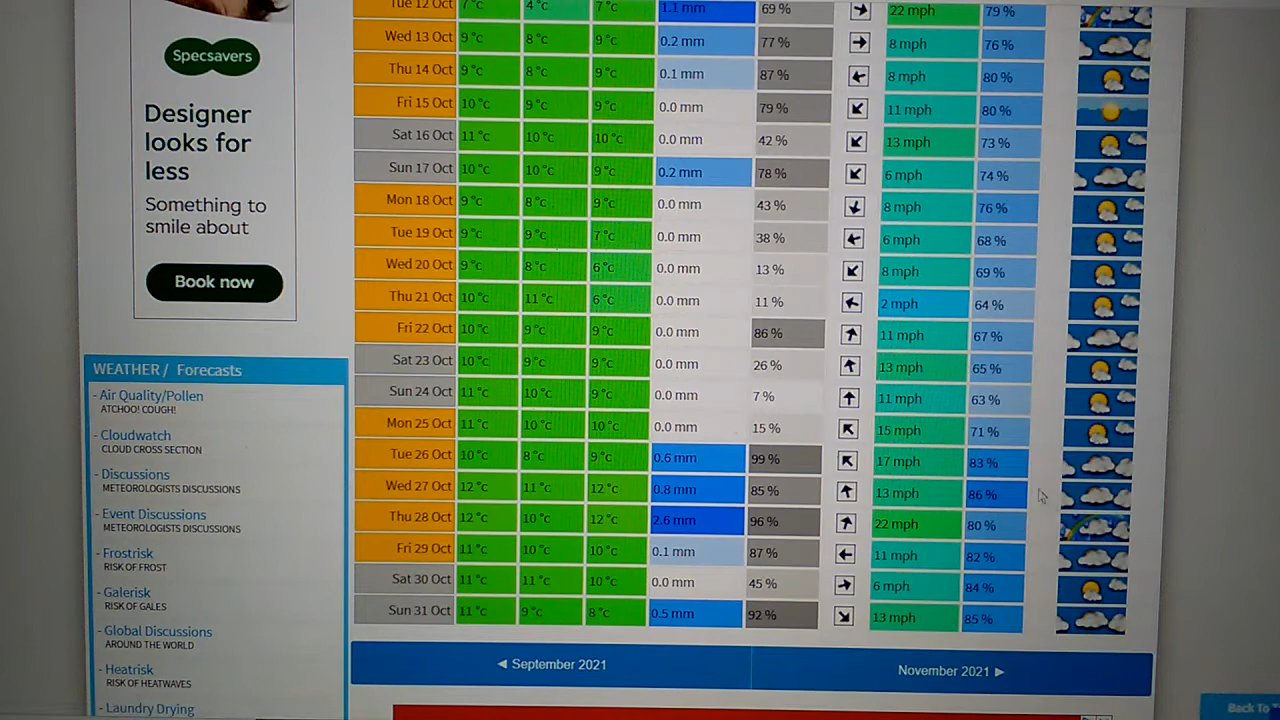 Specsavers
Designer
looks for
less
Something to
smile about
Book now
WEATHER / Forecasts
- Air Quality/Pollen
ATCHOO! COUGH!
- Cloudwatch
CLOUD CROSS SECTION
- Discussions
METEOROLOGISTS DISCUSSIONS
- Event Discussions
METEOROLOGISTS DISCUSSIONS
- Frostrisk
RISK OF FROST
- Galerisk
RISK OF GALES
- Global Discussions
AROUND THE WORLD
- Heatrisk
RISK OF HEATWAVES
- Laundry Drying
Tue 12 Oct 7°c 4°c 7°c 1.1 mm 69 % 22 mph 79 %
Wed 13 Oct 9°c 8°c 9°c 0.2 mm 77 % 8 mph 76 %
Thu 14 Oct 9°c 8°c 9°c 0.1 mm 87 % 8 mph 80 %
Fri 15 Oct 10°c 9°c 9°c 0.0 mm 79 % 11 mph 80 %
Sat 16 Oct 11°c 10°c 10°c 0.0 mm 42 % 13 mph 73 %
Sun 17 Oct 10°c 10°c 9°c 0.2 mm 78 % 6 mph 74 %
Mon 18 Oct 9°c 8°c 9°c 0.0 mm 43 % 8 mph 76 %
Tue 19 Oct 9°c 9°c 7°c 0.0 mm 38 % 6 mph 68 %
Wed 20 Oct 9°c 8°c 6°c 0.0 mm 13 % 8 mph 69 %
Thu 21 Oct 10°c 11°c 6°c 0.0 mm 11 % 2 mph 64 %
Fri 22 Oct 10°c 9°c 9°c 0.0 mm 86 % 11 mph 67 %
Sat 23 Oct 10°c 9°c 9°c 0.0 mm 26 % 13 mph 65 %
Sun 24 Oct 11°c 10°c 9°c 0.0 mm 7 % 11 mph 63 %
Mon 25 Oct 11°c 10°c 10°c 0.0 mm 15 % 15 mph 71 %
Tue 26 Oct 10°c 8°c 9°c 0.6 mm 99 % 17 mph 83 %
Wed 27 Oct 12°c 11°c 12°c 0.8 mm 85 % 13 mph 86 %
Thu 28 Oct 12°c 10°c 12°c 2.6 mm 96 % 22 mph 80 %
Fri 29 Oct 11°c 10°c 10°c 0.1 mm 87 % 11 mph 82 %
Sat 30 Oct 11°c 11°c 10°c 0.0 mm 45 % 6 mph 84 %
Sun 31 Oct 11°c 9°c 8°c 0.5 mm 92 % 13 mph 85 %
◄ September 2021
November 2021 ►
Back To